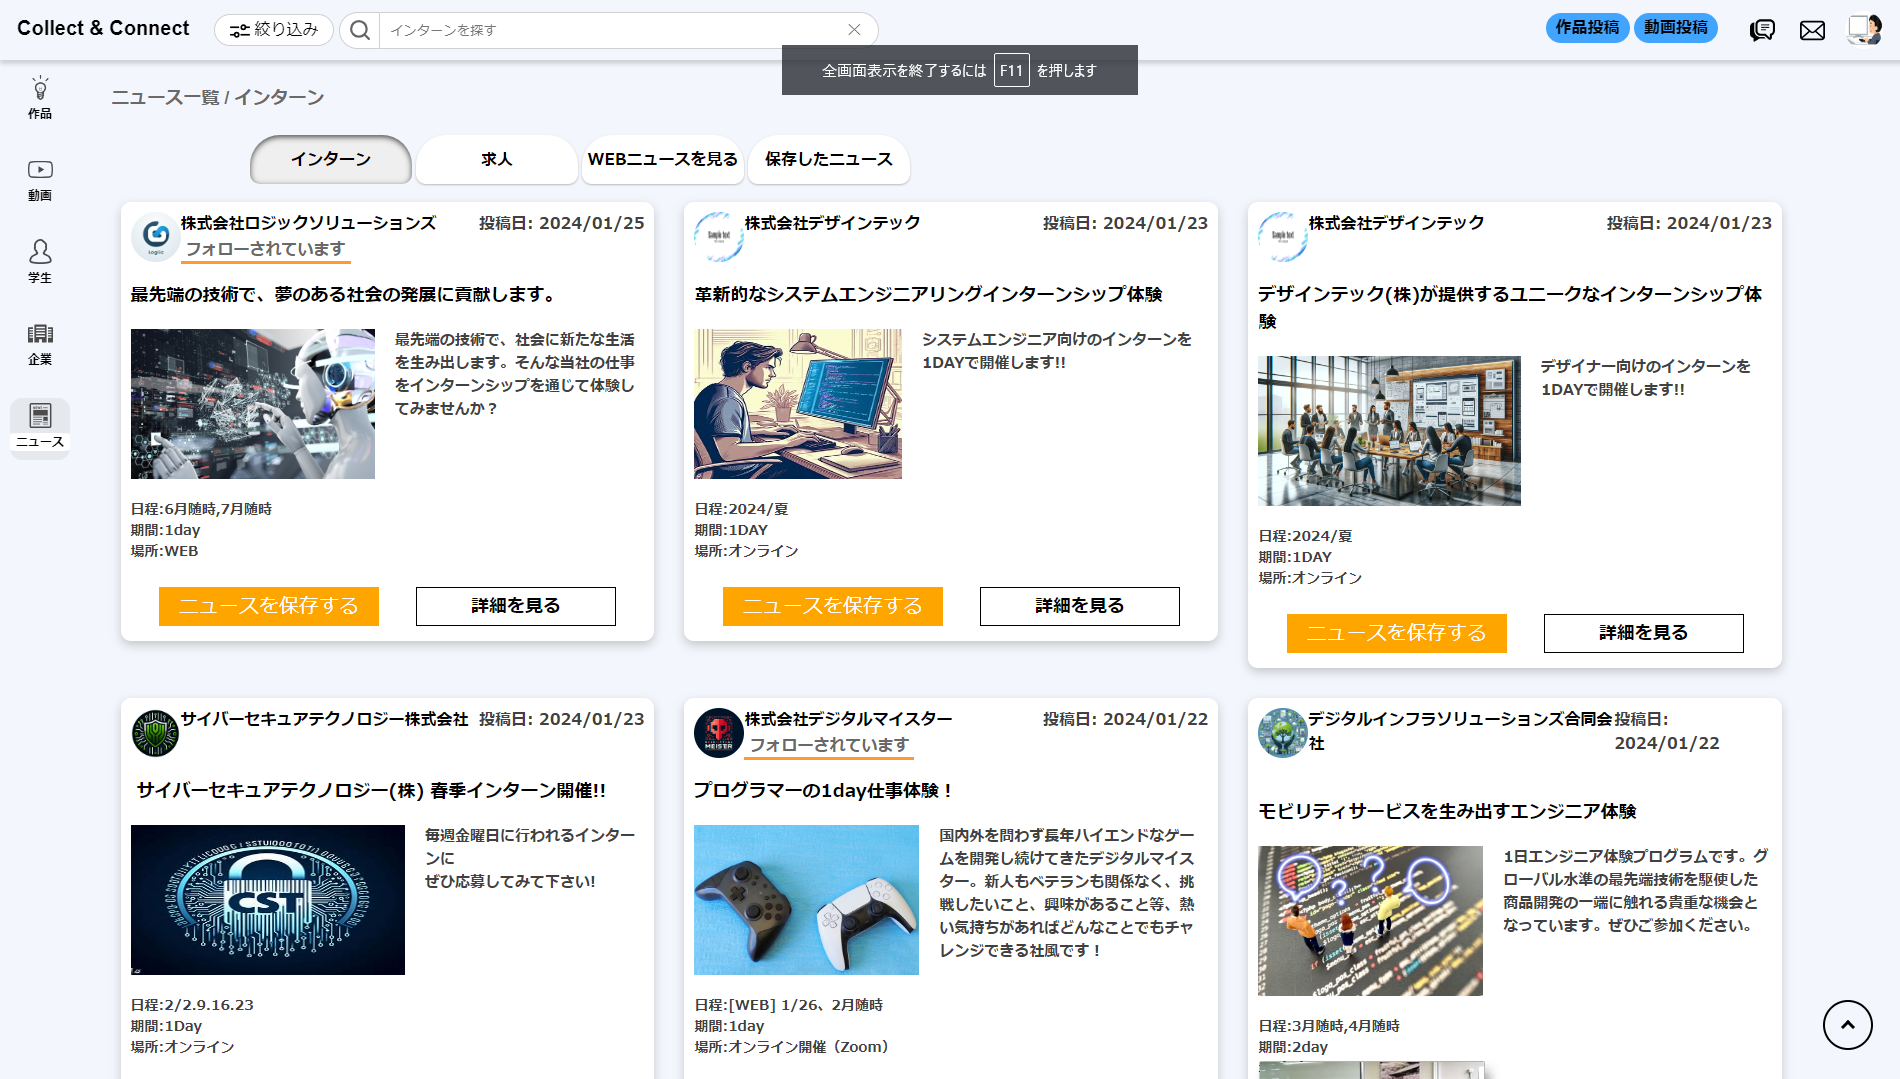 Collect & Connect
絞り込み
インターンを探す
作品投稿
動画投稿
全画面表示を終了するには F11 を押します
作品
動画
学生
企業
ニュース
ニュース一覧 / インターン
インターン
求人
WEBニュースを見る
保存したニュース
株式会社ロジックソリューションズ
投稿日: 2024/01/25
フォローされています
Logic
最先端の技術で、夢のある社会の発展に貢献します。
最先端の技術で、社会に新たな生活
を生み出します。そんな当社の仕事
をインターンシップを通じて体験し
てみませんか？
日程:6月随時,7月随時
期間:1day
場所:WEB
ニュースを保存する
詳細を見る
Sample text
株式会社デザインテック
投稿日: 2024/01/23
革新的なシステムエンジニアリングインターンシップ体験
システムエンジニア向けのインターンを
1DAYで開催します!!
日程:2024/夏
期間:1DAY
場所:オンライン
ニュースを保存する
詳細を見る
Sample text
株式会社デザインテック
投稿日: 2024/01/23
デザインテック(株)が提供するユニークなインターンシップ体
験
デザイナー向けのインターンを
1DAYで開催します!!
日程:2024/夏
期間:1DAY
場所:オンライン
ニュースを保存する
詳細を見る
サイバーセキュアテクノロジー株式会社
投稿日: 2024/01/23
サイバーセキュアテクノロジー(株) 春季インターン開催!!
CST
毎週金曜日に行われるインター
ンに
ぜひ応募してみて下さい!
日程:2/2.9.16.23
期間:1Day
場所:オンライン
MEISTER
株式会社デジタルマイスター
投稿日: 2024/01/22
フォローされています
プログラマーの1day仕事体験！
国内外を問わず長年ハイエンドなゲー
ムを開発し続けてきたデジタルマイス
ター。新人もベテランも関係なく、挑
戦したいこと、興味があること等、熱
い気持ちがあればどんなことでもチャ
レンジできる社風です！
日程:[WEB] 1/26、2月随時
期間:1day
場所:オンライン開催（Zoom）
デジタルインフラソリューションズ合同会
社
投稿日:
2024/01/22
モビリティサービスを生み出すエンジニア体験
1日エンジニア体験プログラムです。グ
ローバル水準の最先端技術を駆使した
商品開発の一端に触れる貴重な機会と
なっています。ぜひご参加ください。
日程:3月随時,4月随時
期間:2day